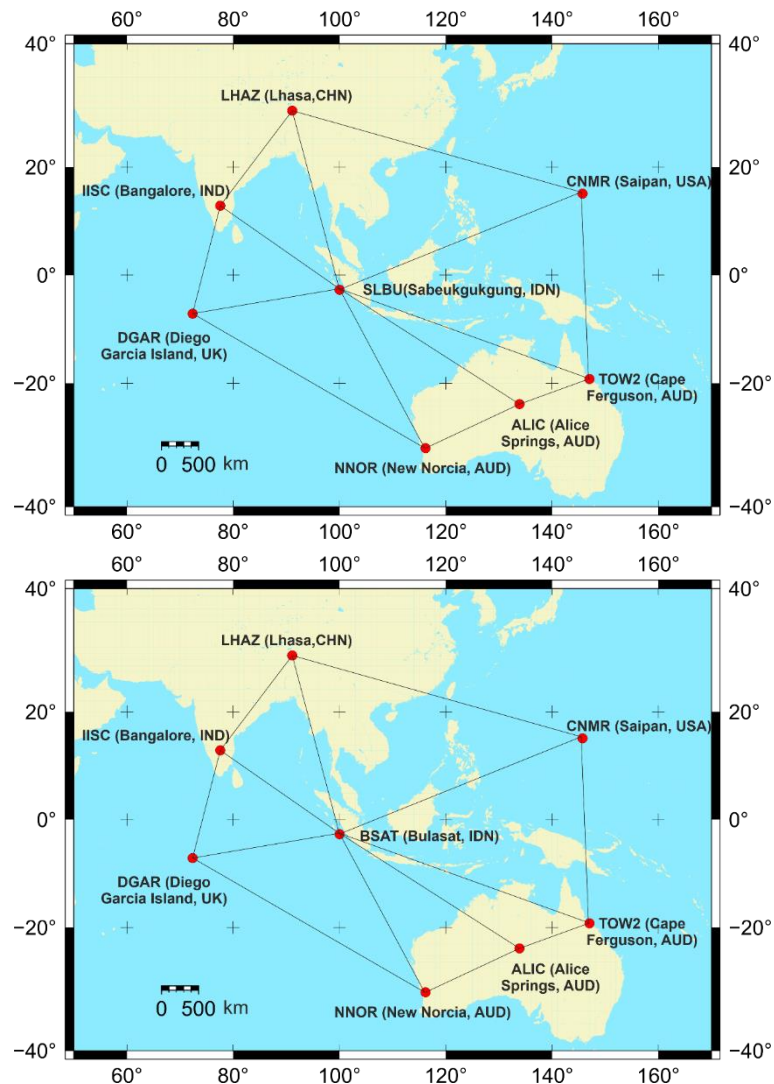 60° 80° 100° 120° 140° 160°
40° 40°
LHAZ (Lhasa,CHN)
20° 20°
CNMR (Saipan, USA)
IISC (Bangalore, IND)
0° 0°
SLBU(Sabeukgukgung, IDN)
DGAR (Diego
Garcia Island, UK)
−20° −20°
TOW2 (Cape
Ferguson, AUD)
ALIC (Alice
Springs, AUD)
0 500 km
NNOR (New Norcia, AUD)
−40° −40°
60° 80° 100° 120° 140° 160°
60° 80° 100° 120° 140° 160°
40° 40°
LHAZ (Lhasa,CHN)
20° 20°
CNMR (Saipan, USA)
IISC (Bangalore, IND)
0° 0°
BSAT (Bulasat, IDN)
DGAR (Diego
Garcia Island, UK)
−20° −20°
TOW2 (Cape
Ferguson, AUD)
ALIC (Alice
Springs, AUD)
0 500 km
NNOR (New Norcia, AUD)
−40° −40°
60° 80° 100° 120° 140° 160°